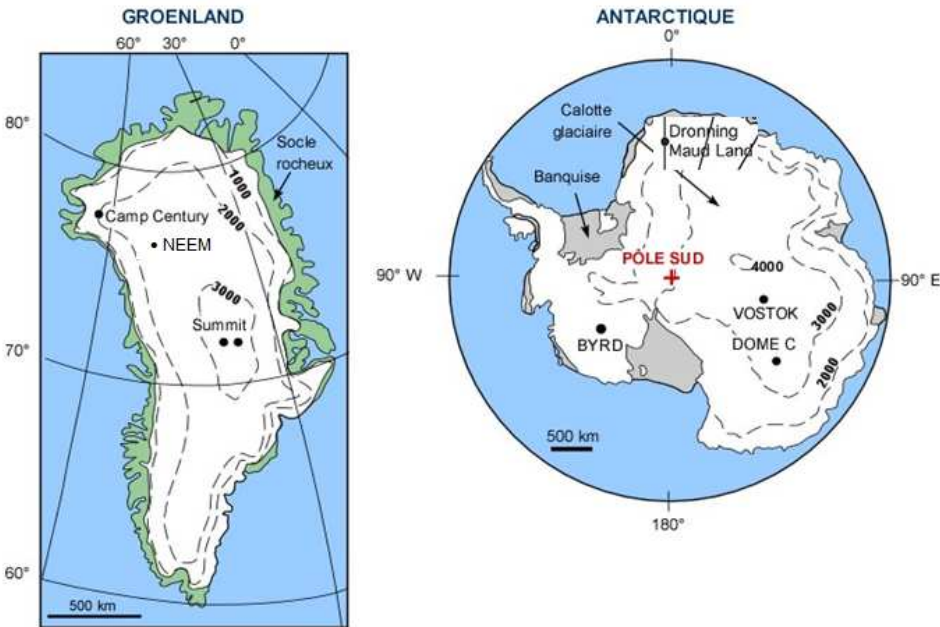 GROENLAND
60° 30° 0°
80°
Socle
rocheux
1000
2000
Camp Century
NEEM
3000
Summit
70°
60°
500 km
ANTARCTIQUE
0°
Calotte
glaciaire
Dronning
Maud Land
Banquise
90° W
PÔLE SUD
4000
90° E
VOSTOK
3000
BYRD
DOME C
2000
500 km
180°